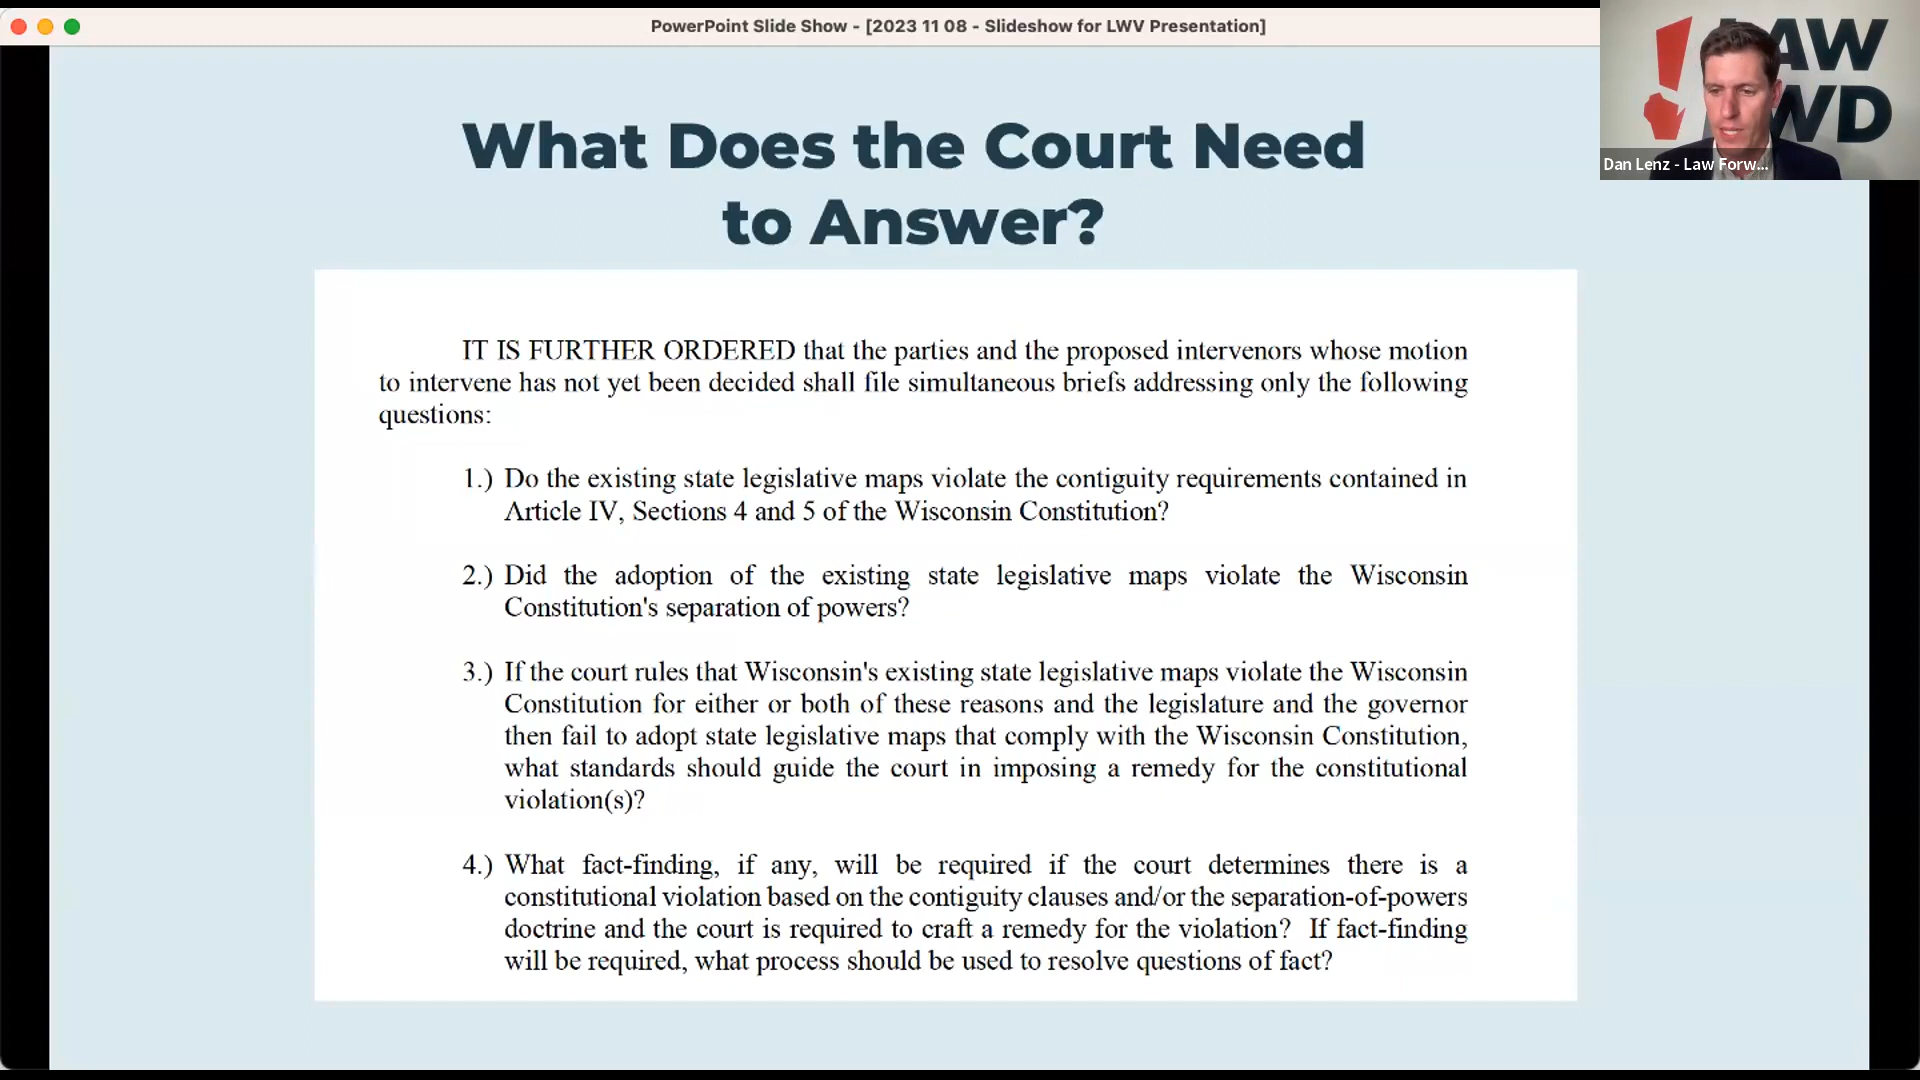 PowerPoint Slide Show - [2023 11 08 - Slideshow for LWV Presentation]
LAW
WD
Dan Lenz - Law Forw...
What Does the Court Need
to Answer?
IT IS FURTHER ORDERED that the parties and the proposed intervenors whose motion
to intervene has not yet been decided shall file simultaneous briefs addressing only the following
questions:
1.) Do the existing state legislative maps violate the contiguity requirements contained in
Article IV, Sections 4 and 5 of the Wisconsin Constitution?
2.) Did the adoption of the existing state legislative maps violate the Wisconsin
Constitution's separation of powers?
3.) If the court rules that Wisconsin's existing state legislative maps violate the Wisconsin
Constitution for either or both of these reasons and the legislature and the governor
then fail to adopt state legislative maps that comply with the Wisconsin Constitution,
what standards should guide the court in imposing a remedy for the constitutional
violation(s)?
4.) What fact-finding, if any, will be required if the court determines there is a
constitutional violation based on the contiguity clauses and/or the separation-of-powers
doctrine and the court is required to craft a remedy for the violation? If fact-finding
will be required, what process should be used to resolve questions of fact?